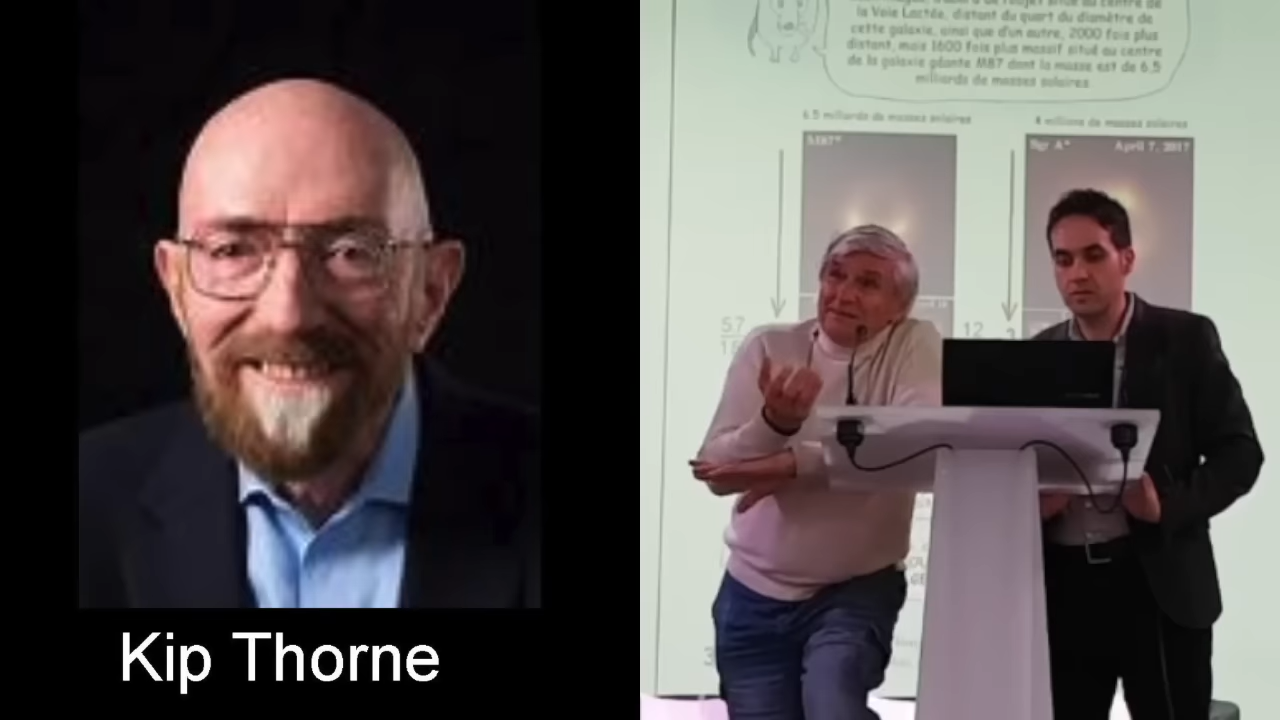 la Voie Lactée, distant du quart du diamètre de
cette galaxie, ainsi que d'un autre, 2000 fois plus
distant, mais 1600 fois plus massif situé au centre
de la galaxie géante M87 dont la masse est de 6,5
milliards de masses solaires
6.5 milliards de masses solaires
4 millions de masses solaires
M87*
Sgr A*
April 7, 2017
5.7
12
3
Kip Thorne